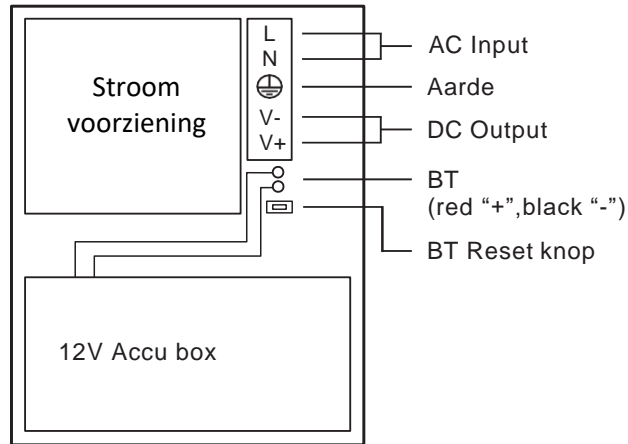 Stroom
voorziening
L
N
V-
V+
AC Input
Aarde
DC Output
BT
(red “+”,black “-”)
BT Reset knop
12V Accu box